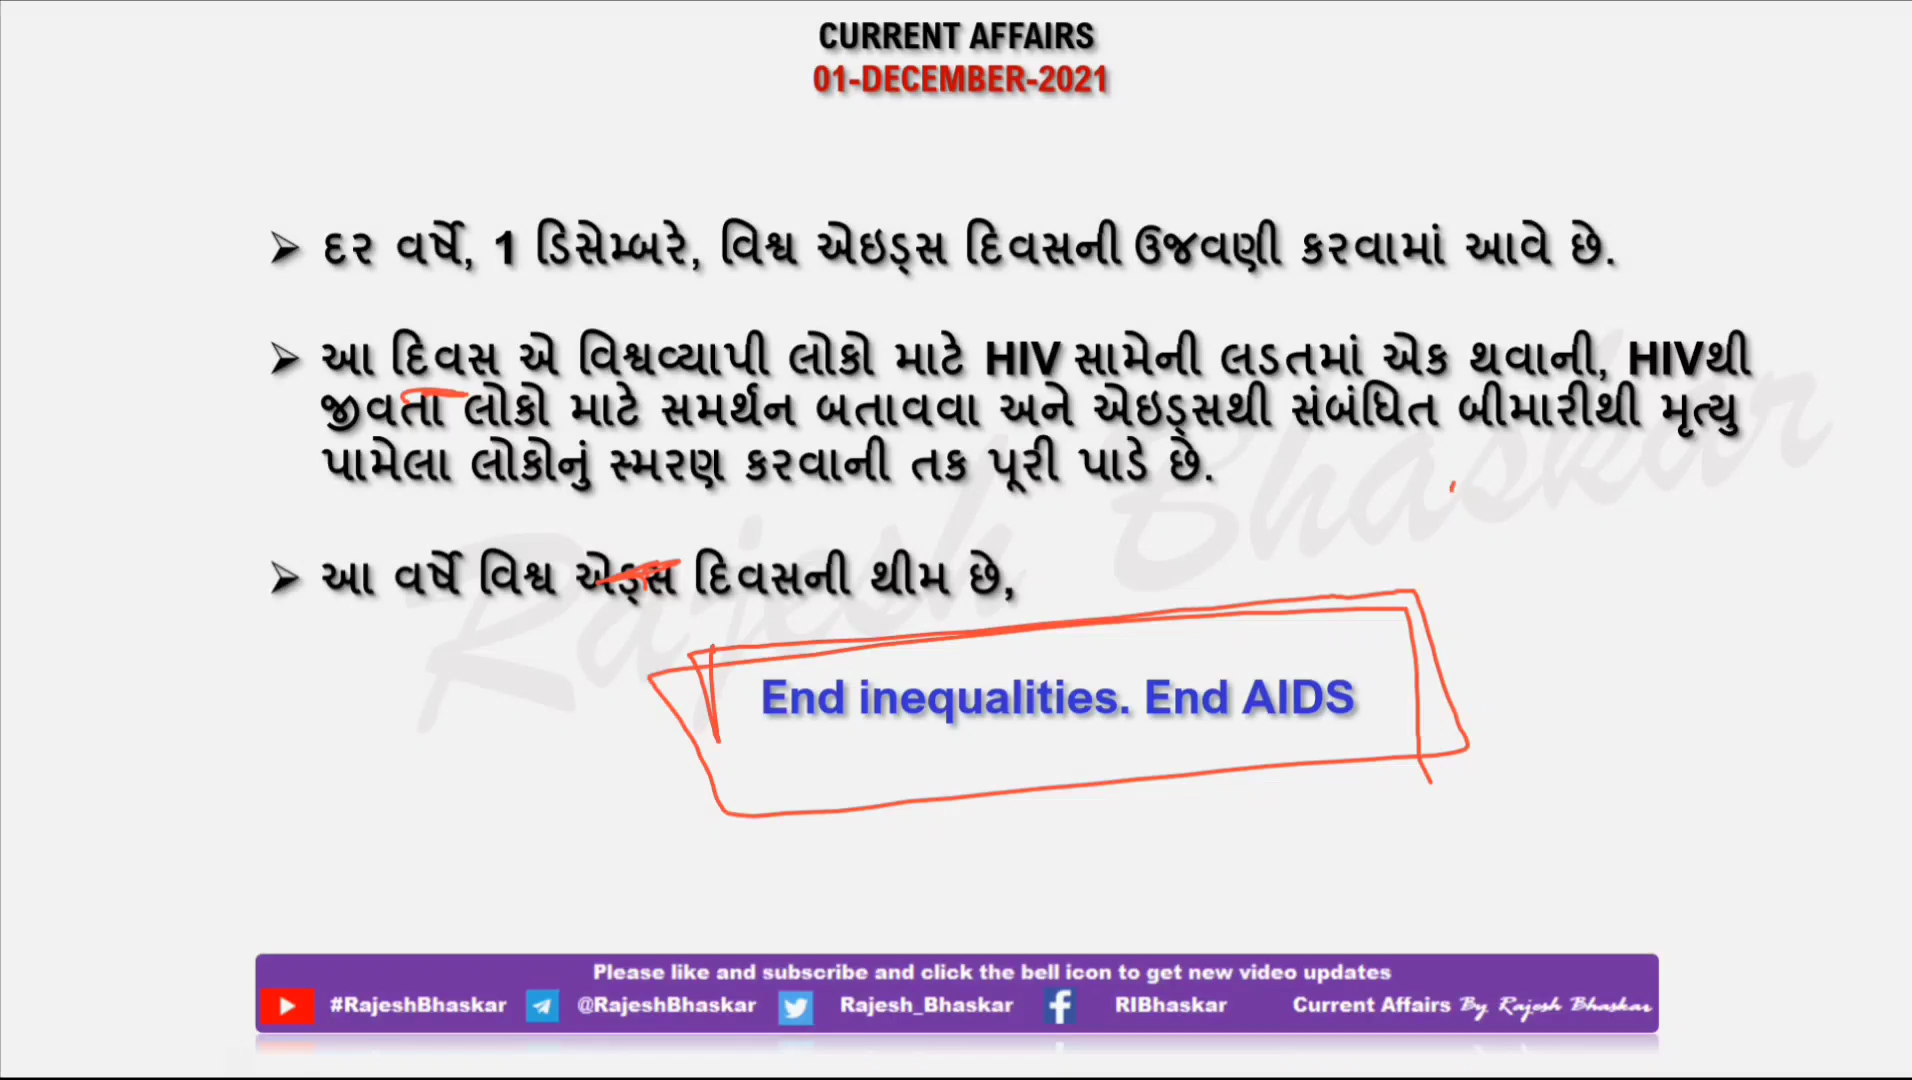 CURRENT AFFAIRS
01-DECEMBER-2021
➢ દર વર્ષે, 1 ડિસેમ્બરે, વિશ્વ એઇડ્સ દિવસની ઉજવણી કરવામાં આવે છે.
➢ આ દિવસ એ વિશ્વવ્યાપી લોકો માટે HIV સામેની લડતમાં એક થવાની, HIVથી
જીવતા લોકો માટે સમર્થન બતાવવા અને એઇડ્સથી સંબંધિત બીમારીથી મૃત્યુ
પામેલા લોકોનું સ્મરણ કરવાની તક પૂરી પાડે છે.
➢ આ વર્ષે વિશ્વ એડ્સ દિવસની થીમ છે,
End inequalities. End AIDS
Rajesh Bhaskar
Please like and subscribe and click the bell icon to get new video updates
#RajeshBhaskar @RajeshBhaskar Rajesh_Bhaskar RIBhaskar Current Affairs By Rajesh Bhaskar